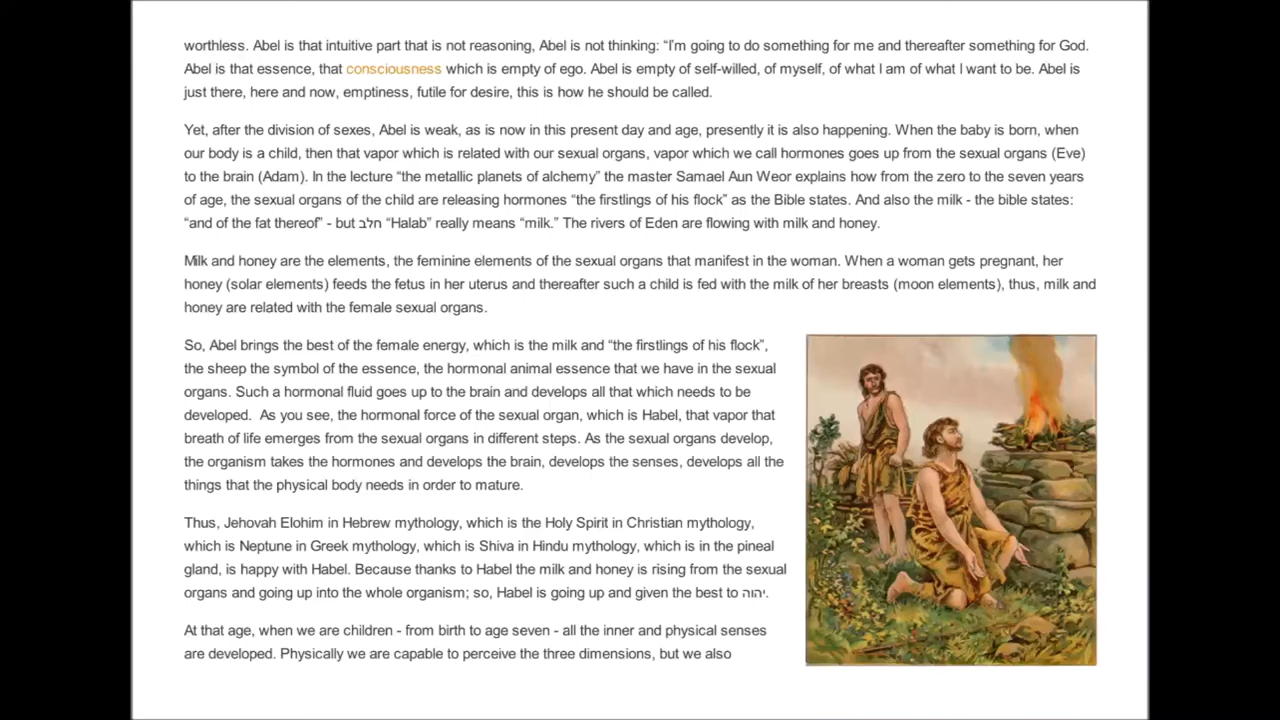 worthless. Abel is that intuitive part that is not reasoning, Abel is not thinking: “I’m going to do something for me and thereafter something for God.
Abel is that essence, that consciousness which is empty of ego. Abel is empty of self-willed, of myself, of what I am of what I want to be. Abel is
just there, here and now, emptiness, futile for desire, this is how he should be called.
Yet, after the division of sexes, Abel is weak, as is now in this present day and age, presently it is also happening. When the baby is born, when
our body is a child, then that vapor which is related with our sexual organs, vapor which we call hormones goes up from the sexual organs (Eve)
to the brain (Adam). In the lecture “the metallic planets of alchemy” the master Samael Aun Weor explains how from the zero to the seven years
of age, the sexual organs of the child are releasing hormones “the firstlings of his flock” as the Bible states. And also the milk - the bible states:
“and of the fat thereof” - but חלב “Halab” really means “milk.” The rivers of Eden are flowing with milk and honey.
Milk and honey are the elements, the feminine elements of the sexual organs that manifest in the woman. When a woman gets pregnant, her
honey (solar elements) feeds the fetus in her uterus and thereafter such a child is fed with the milk of her breasts (moon elements), thus, milk and
honey are related with the female sexual organs.
So, Abel brings the best of the female energy, which is the milk and “the firstlings of his flock”,
the sheep the symbol of the essence, the hormonal animal essence that we have in the sexual
organs. Such a hormonal fluid goes up to the brain and develops all that which needs to be
developed.  As you see, the hormonal force of the sexual organ, which is Habel, that vapor that
breath of life emerges from the sexual organs in different steps. As the sexual organs develop,
the organism takes the hormones and develops the brain, develops the senses, develops all the
things that the physical body needs in order to mature.
Thus, Jehovah Elohim in Hebrew mythology, which is the Holy Spirit in Christian mythology,
which is Neptune in Greek mythology, which is Shiva in Hindu mythology, which is in the pineal
gland, is happy with Habel. Because thanks to Habel the milk and honey is rising from the sexual
organs and going up into the whole organism; so, Habel is going up and given the best to יהוה.
At that age, when we are children - from birth to age seven - all the inner and physical senses
are developed. Physically we are capable to perceive the three dimensions, but we also